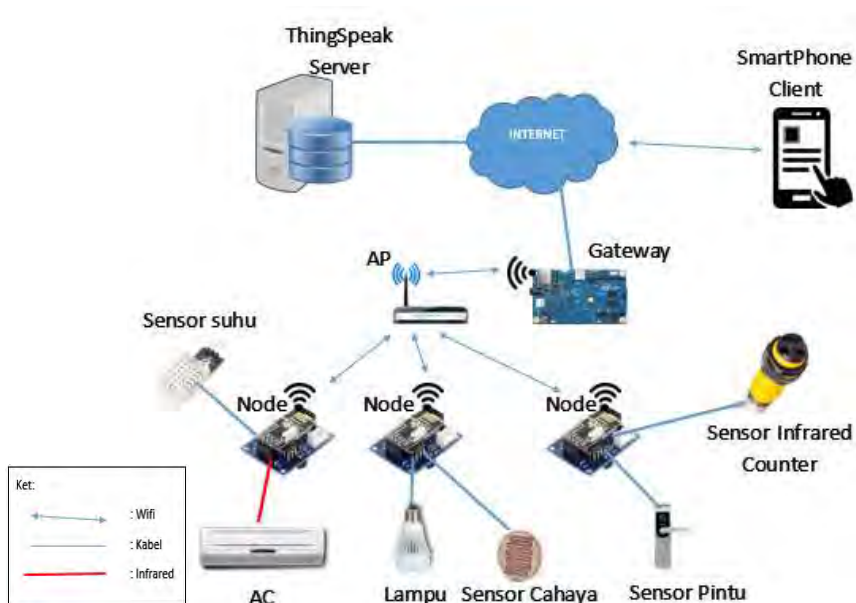 ThingSpeak
Server
SmartPhone
Client
INTERNET
AP
Gateway
Sensor suhu
Node
Node
Node
Sensor Infrared
Counter
Ket:
: Wifi
: Kabel
: Infrared
AC
Lampu
Sensor Cahaya
Sensor Pintu